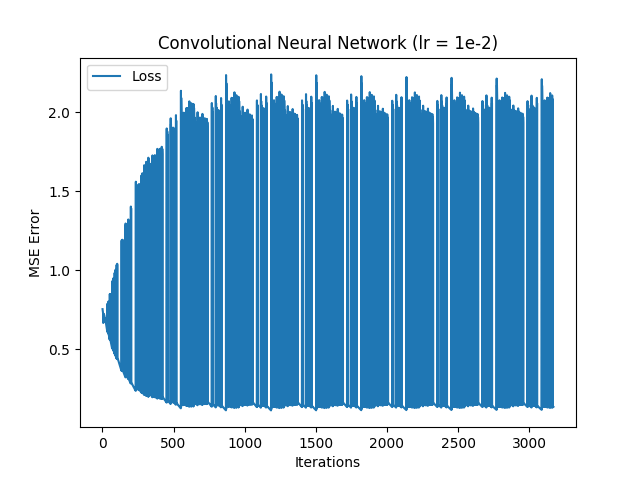 Convolutional Neural Network (lr = 1e-2)
Loss
MSE Error
2.0
1.5
1.0
0.5
0 500 1000 1500 2000 2500 3000
Iterations